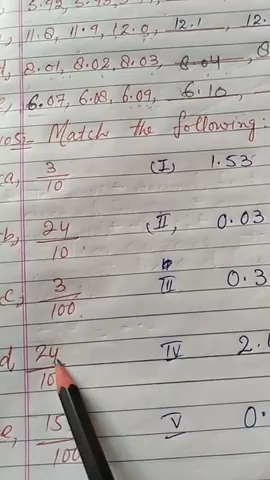 11.8, 11.9, 12.0, 12.1, 12.
8.01, 8.02, 8.03, 8.04, 8
6.07, 6.08, 6.09, 6.10,
Match the following:
a, 3/10 (I) 1.53
b, 24/10 (II, 0.03
c, 3/100. III 0.3
d, 24 IV 2.
e, 15 V 0.